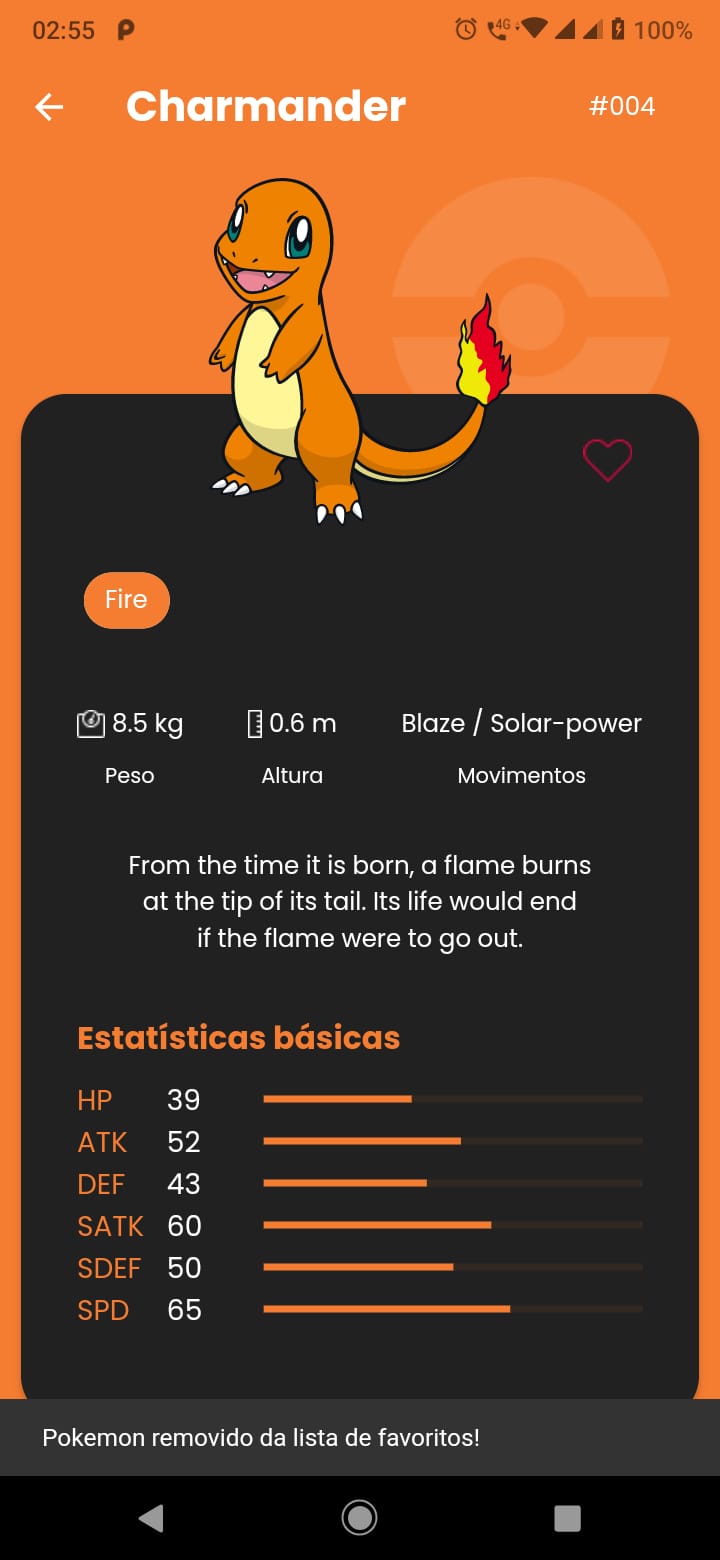 02:55 4G 100%
Charmander #004
Fire
8.5 kg 0.6 m Blaze / Solar-power
Peso Altura Movimentos
From the time it is born, a flame burns
at the tip of its tail. Its life would end
if the flame were to go out.
Estatísticas básicas
HP 39
ATK 52
DEF 43
SATK 60
SDEF 50
SPD 65
Pokemon removido da lista de favoritos!